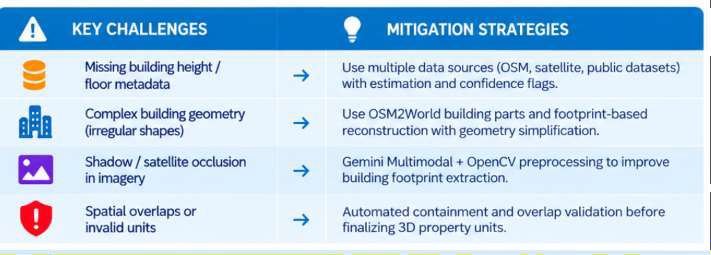 KEY CHALLENGES
MITIGATION STRATEGIES
Missing building height /
floor metadata
Use multiple data sources (OSM, satellite, public datasets)
with estimation and confidence flags.
Complex building geometry
(irregular shapes)
Use OSM2World building parts and footprint-based
reconstruction with geometry simplification.
Shadow / satellite occlusion
in imagery
Gemini Multimodal + OpenCV preprocessing to improve
building footprint extraction.
Spatial overlaps or
invalid units
Automated containment and overlap validation before
finalizing 3D property units.